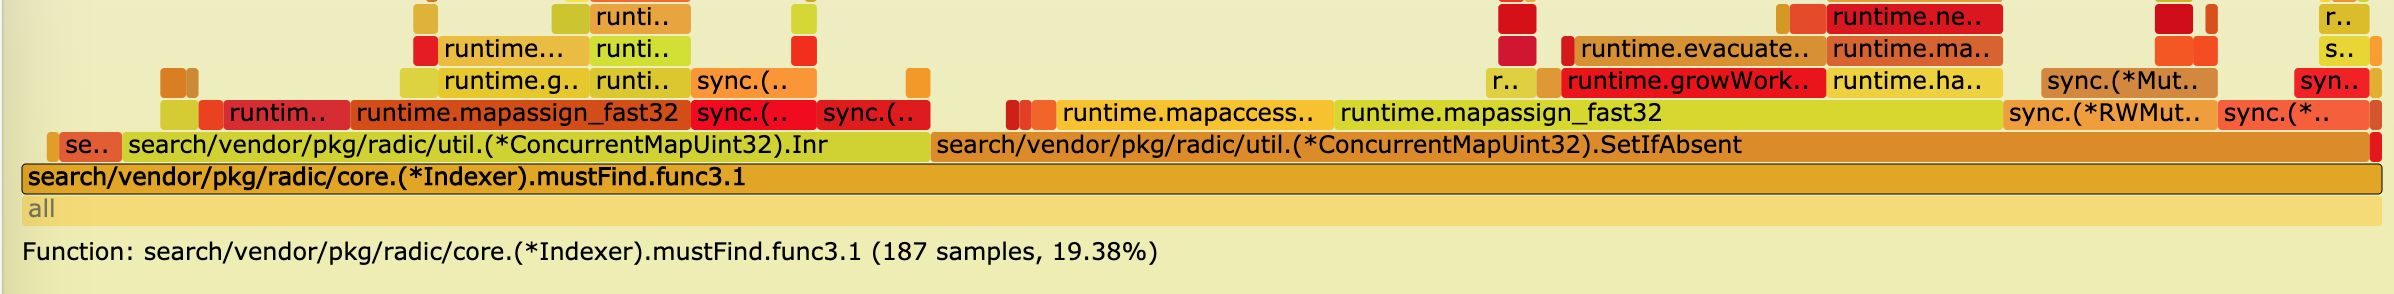 runti.. runtime.ne.. r..
runtime... runti.. runtime.evacuate.. runtime.ma.. s..
runtime.g.. runti.. sync.(.. r.. runtime.growWork.. runtime.ha.. sync.(*Mut.. syn..
runtim.. runtime.mapassign_fast32 sync.(.. sync.(.. runtime.mapaccess.. runtime.mapassign_fast32 sync.(*RWMut.. sync.(*..
se.. search/vendor/pkg/radic/util.(*ConcurrentMapUint32).Inr search/vendor/pkg/radic/util.(*ConcurrentMapUint32).SetIfAbsent
search/vendor/pkg/radic/core.(*Indexer).mustFind.func3.1
all
Function: search/vendor/pkg/radic/core.(*Indexer).mustFind.func3.1 (187 samples, 19.38%)